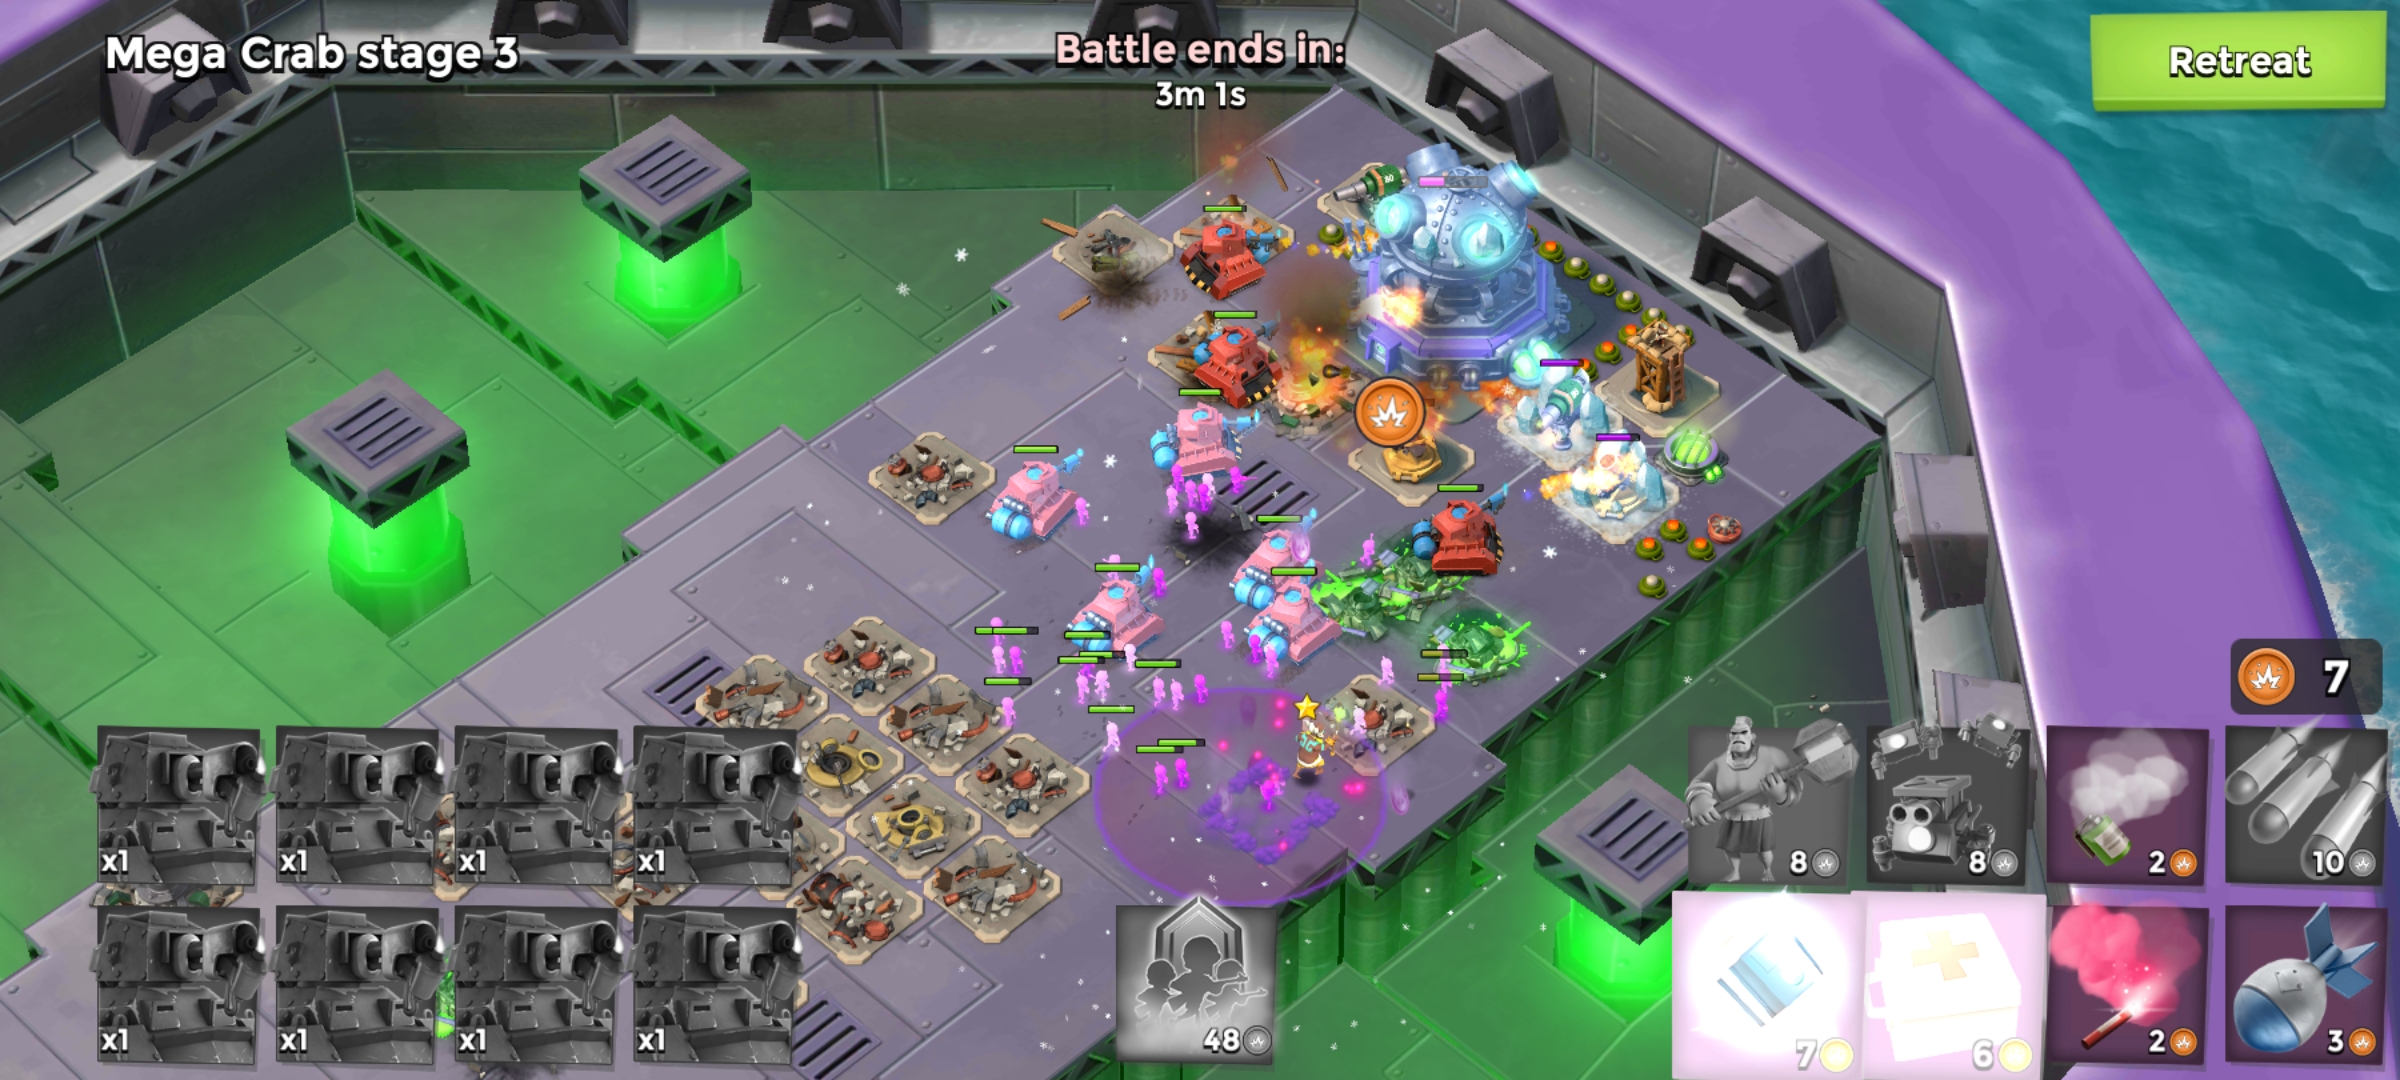 Mega Crab stage 3
Battle ends in:
3m 1s
Retreat
7
x1
x1
x1
x1
8
8
2
10
x1
x1
x1
x1
48
7
6
2
3